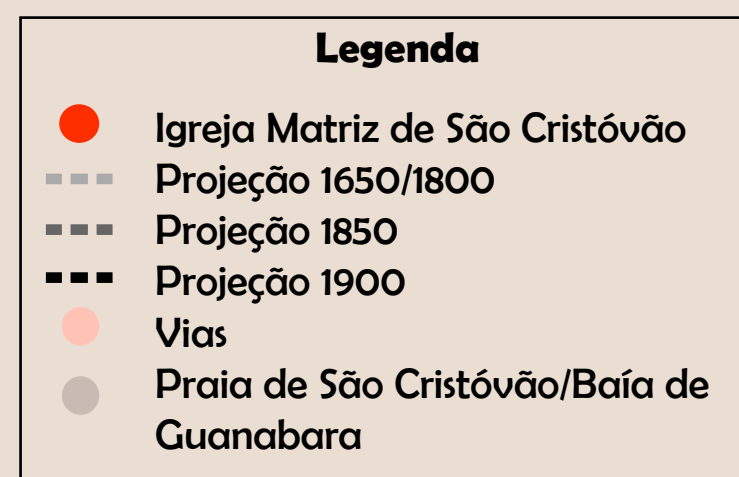 Legenda
Igreja Matriz de São Cristóvão
Projeção 1650/1800
Projeção 1850
Projeção 1900
Vias
Praia de São Cristóvão/Baía de
Guanabara